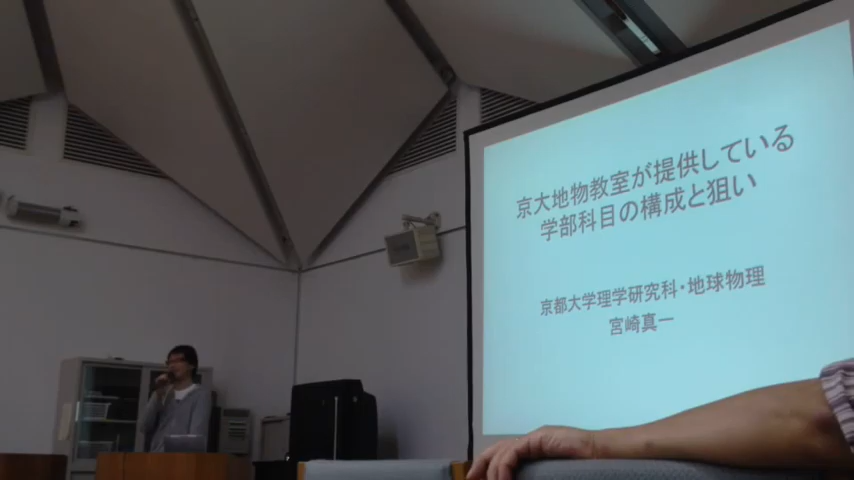 京大地物教室が提供している
学部科目の構成と狙い
京都大学理学研究科・地球物理
宮崎真一